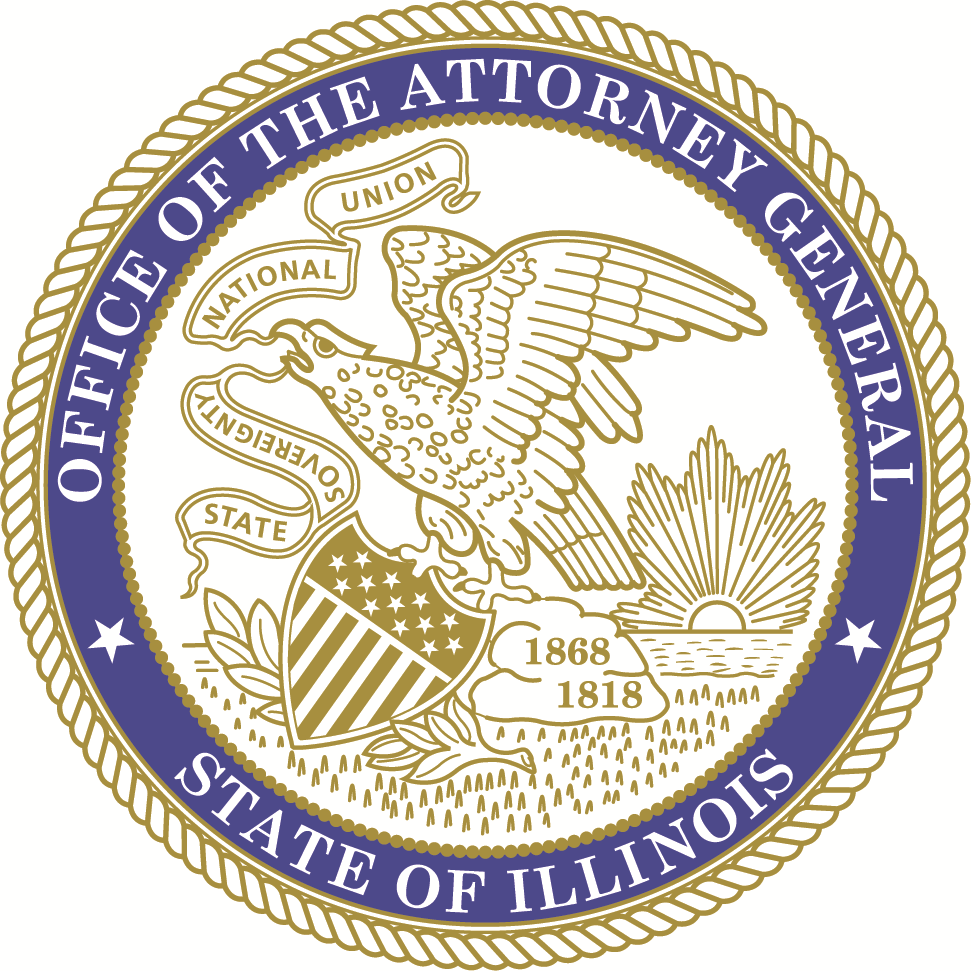 OFFICE OF THE ATTORNEY GENERAL
UNION
NATIONAL
SOVEREIGNTY
STATE
1868
1818
STATE OF ILLINOIS